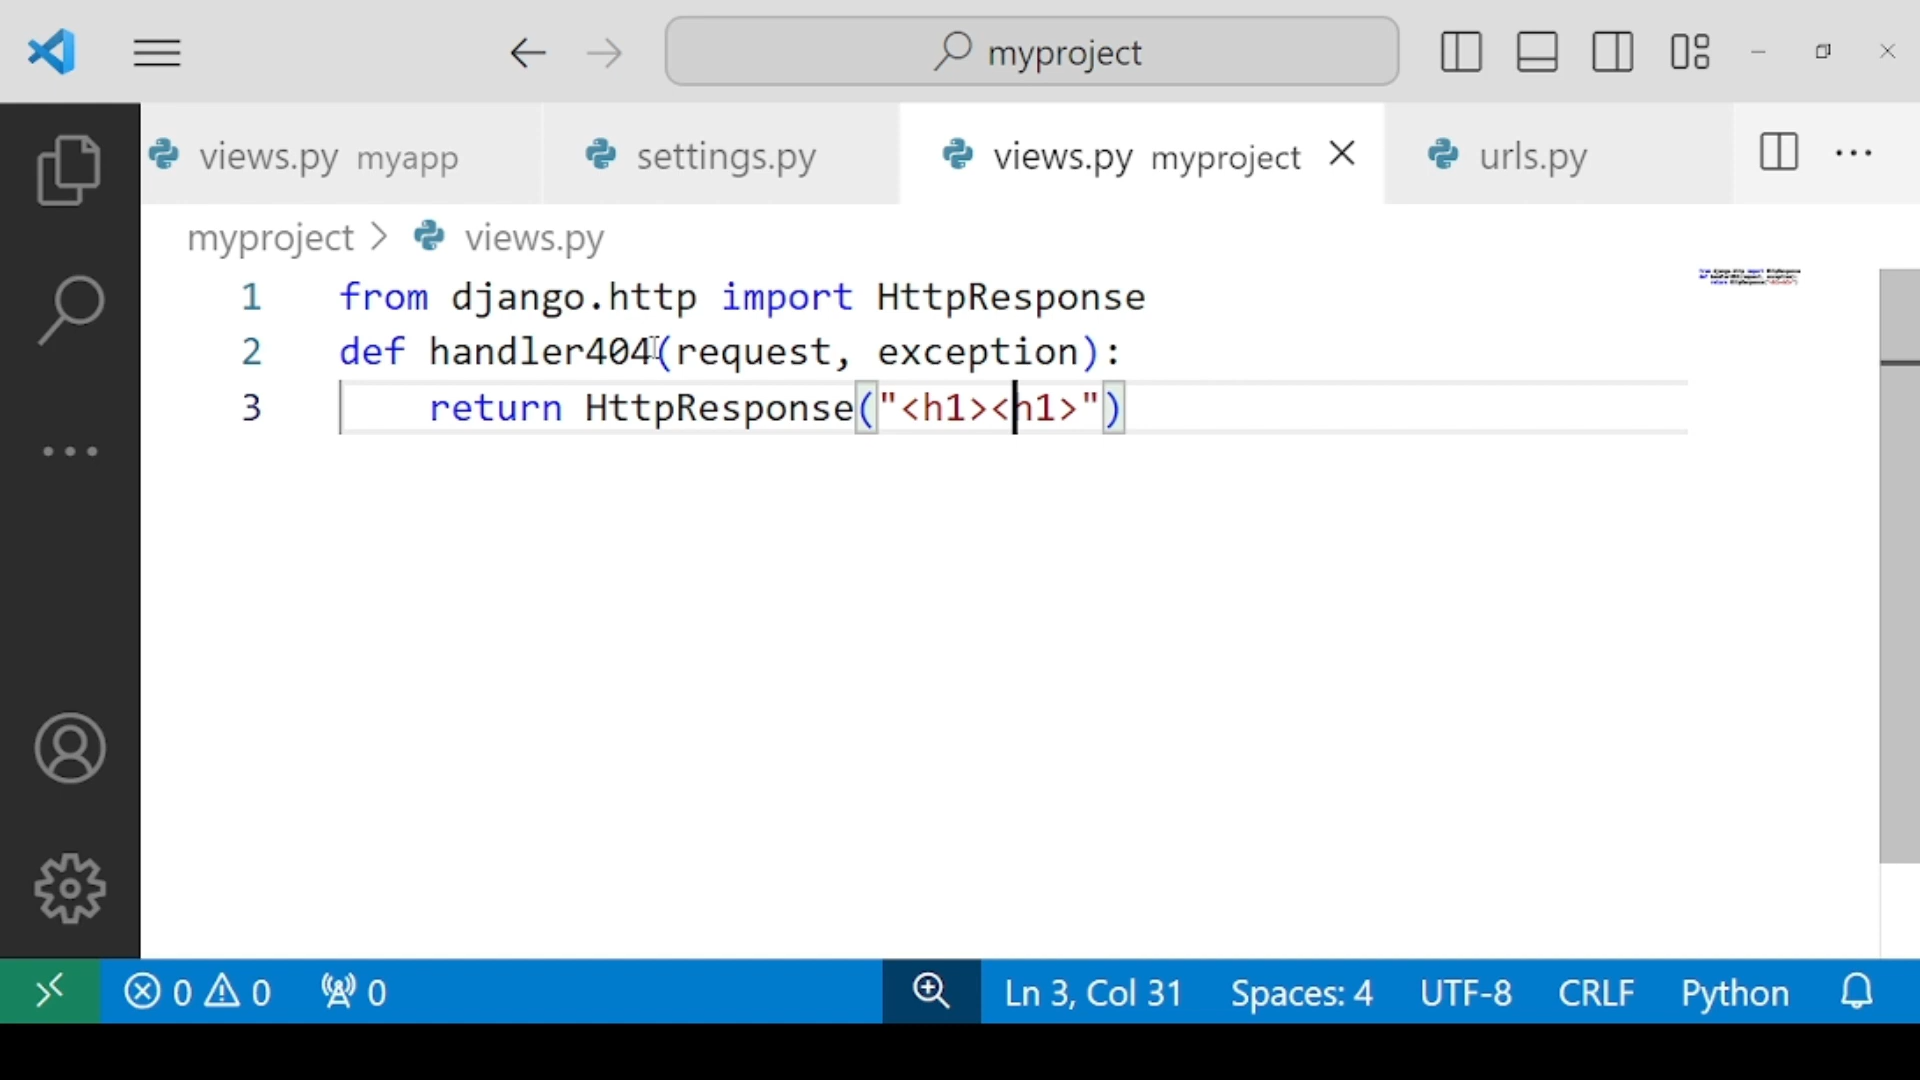 myproject
views.py myapp settings.py views.py myproject urls.py
myproject > views.py
1 from django.http import HttpResponse
2 def handler404(request, exception):
3 return HttpResponse("<h1><h1>")
0 0 0 Ln 3, Col 31 Spaces: 4 UTF-8 CRLF Python